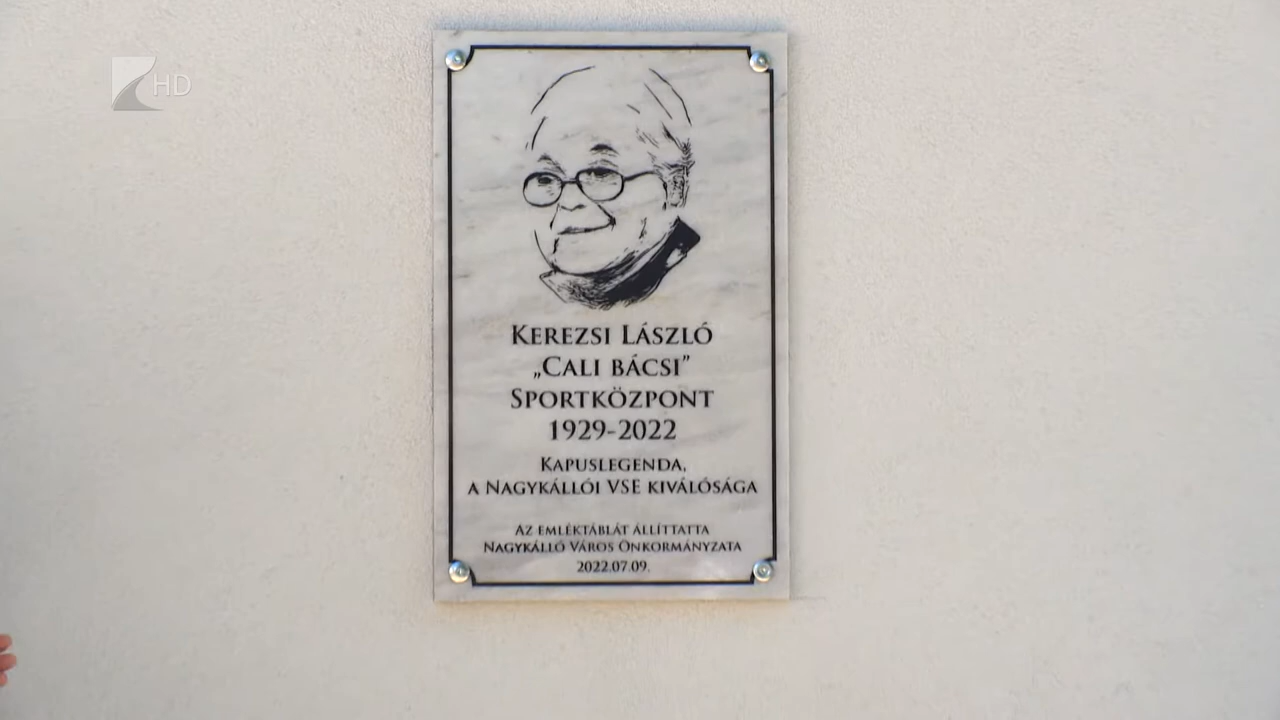 HD
KEREZSI LÁSZLÓ
„CALI BÁCSI”
SPORTKÖZPONT
1929-2022
KAPUSLEGENDA,
A NAGYKÁLLÓI VSE KIVÁLÓSÁGA
AZ EMLÉKTÁBLÁT ÁLLÍTTATTA
NAGYKÁLLÓ VÁROS ÖNKORMÁNYZATA
2022.07.09.